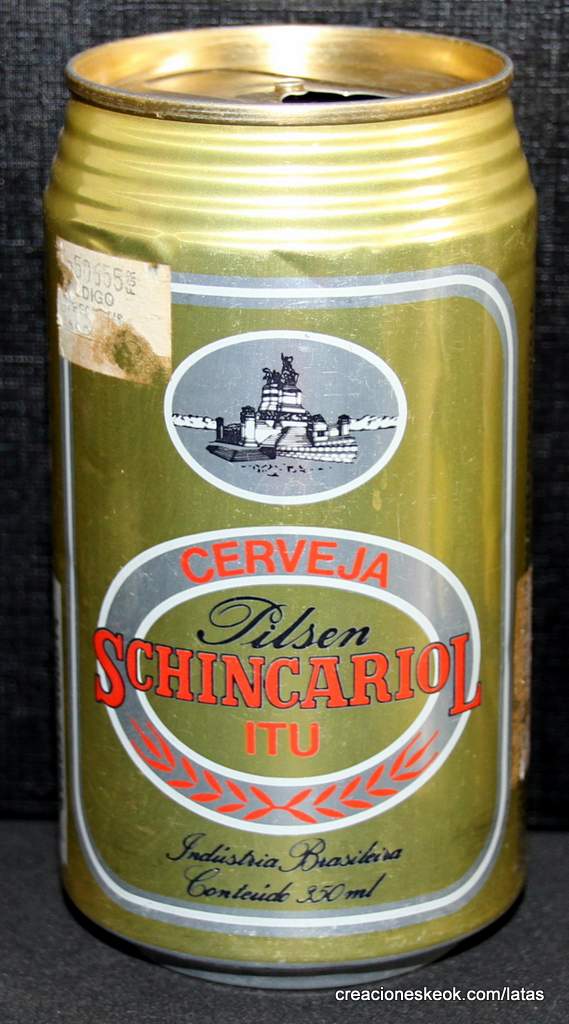 CERVEJA
Pilsen
SCHINCARIOL
ITU
Indústria Brasileira
Conteúdo 350 ml
creacioneskeok.com/latas